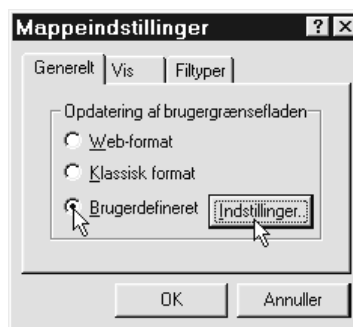 Mappeindstillinger
Generelt Vis Filtyper
Opdatering af brugergrænsefladen
Web-format
Klassisk format
Brugerdefineret Indstillinger..
OK Annuller